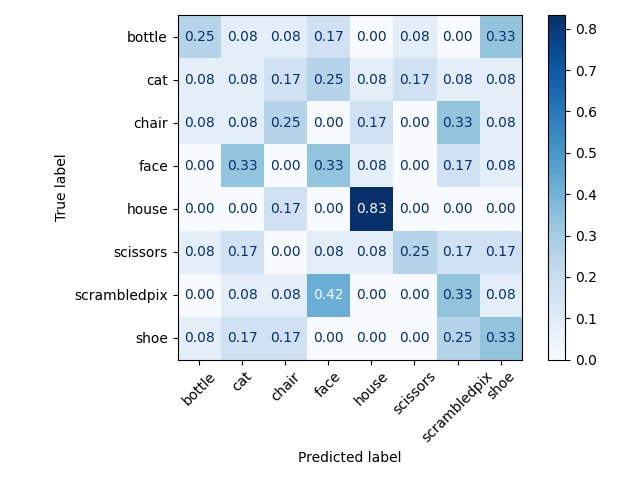 bottle 0.25 0.08 0.08 0.17 0.00 0.08 0.00 0.33
cat 0.08 0.08 0.17 0.25 0.08 0.17 0.08 0.08
chair 0.08 0.08 0.25 0.00 0.17 0.00 0.33 0.08
face 0.00 0.33 0.00 0.33 0.08 0.00 0.17 0.08
house 0.00 0.00 0.17 0.00 0.83 0.00 0.00 0.00
scissors 0.08 0.17 0.00 0.08 0.08 0.25 0.17 0.17
scrambledpix 0.00 0.08 0.08 0.42 0.00 0.00 0.33 0.08
shoe 0.08 0.17 0.17 0.00 0.00 0.00 0.25 0.33
True label
bottle cat chair face house scissors scrambledpix shoe
Predicted label
0.8
0.7
0.6
0.5
0.4
0.3
0.2
0.1
0.0